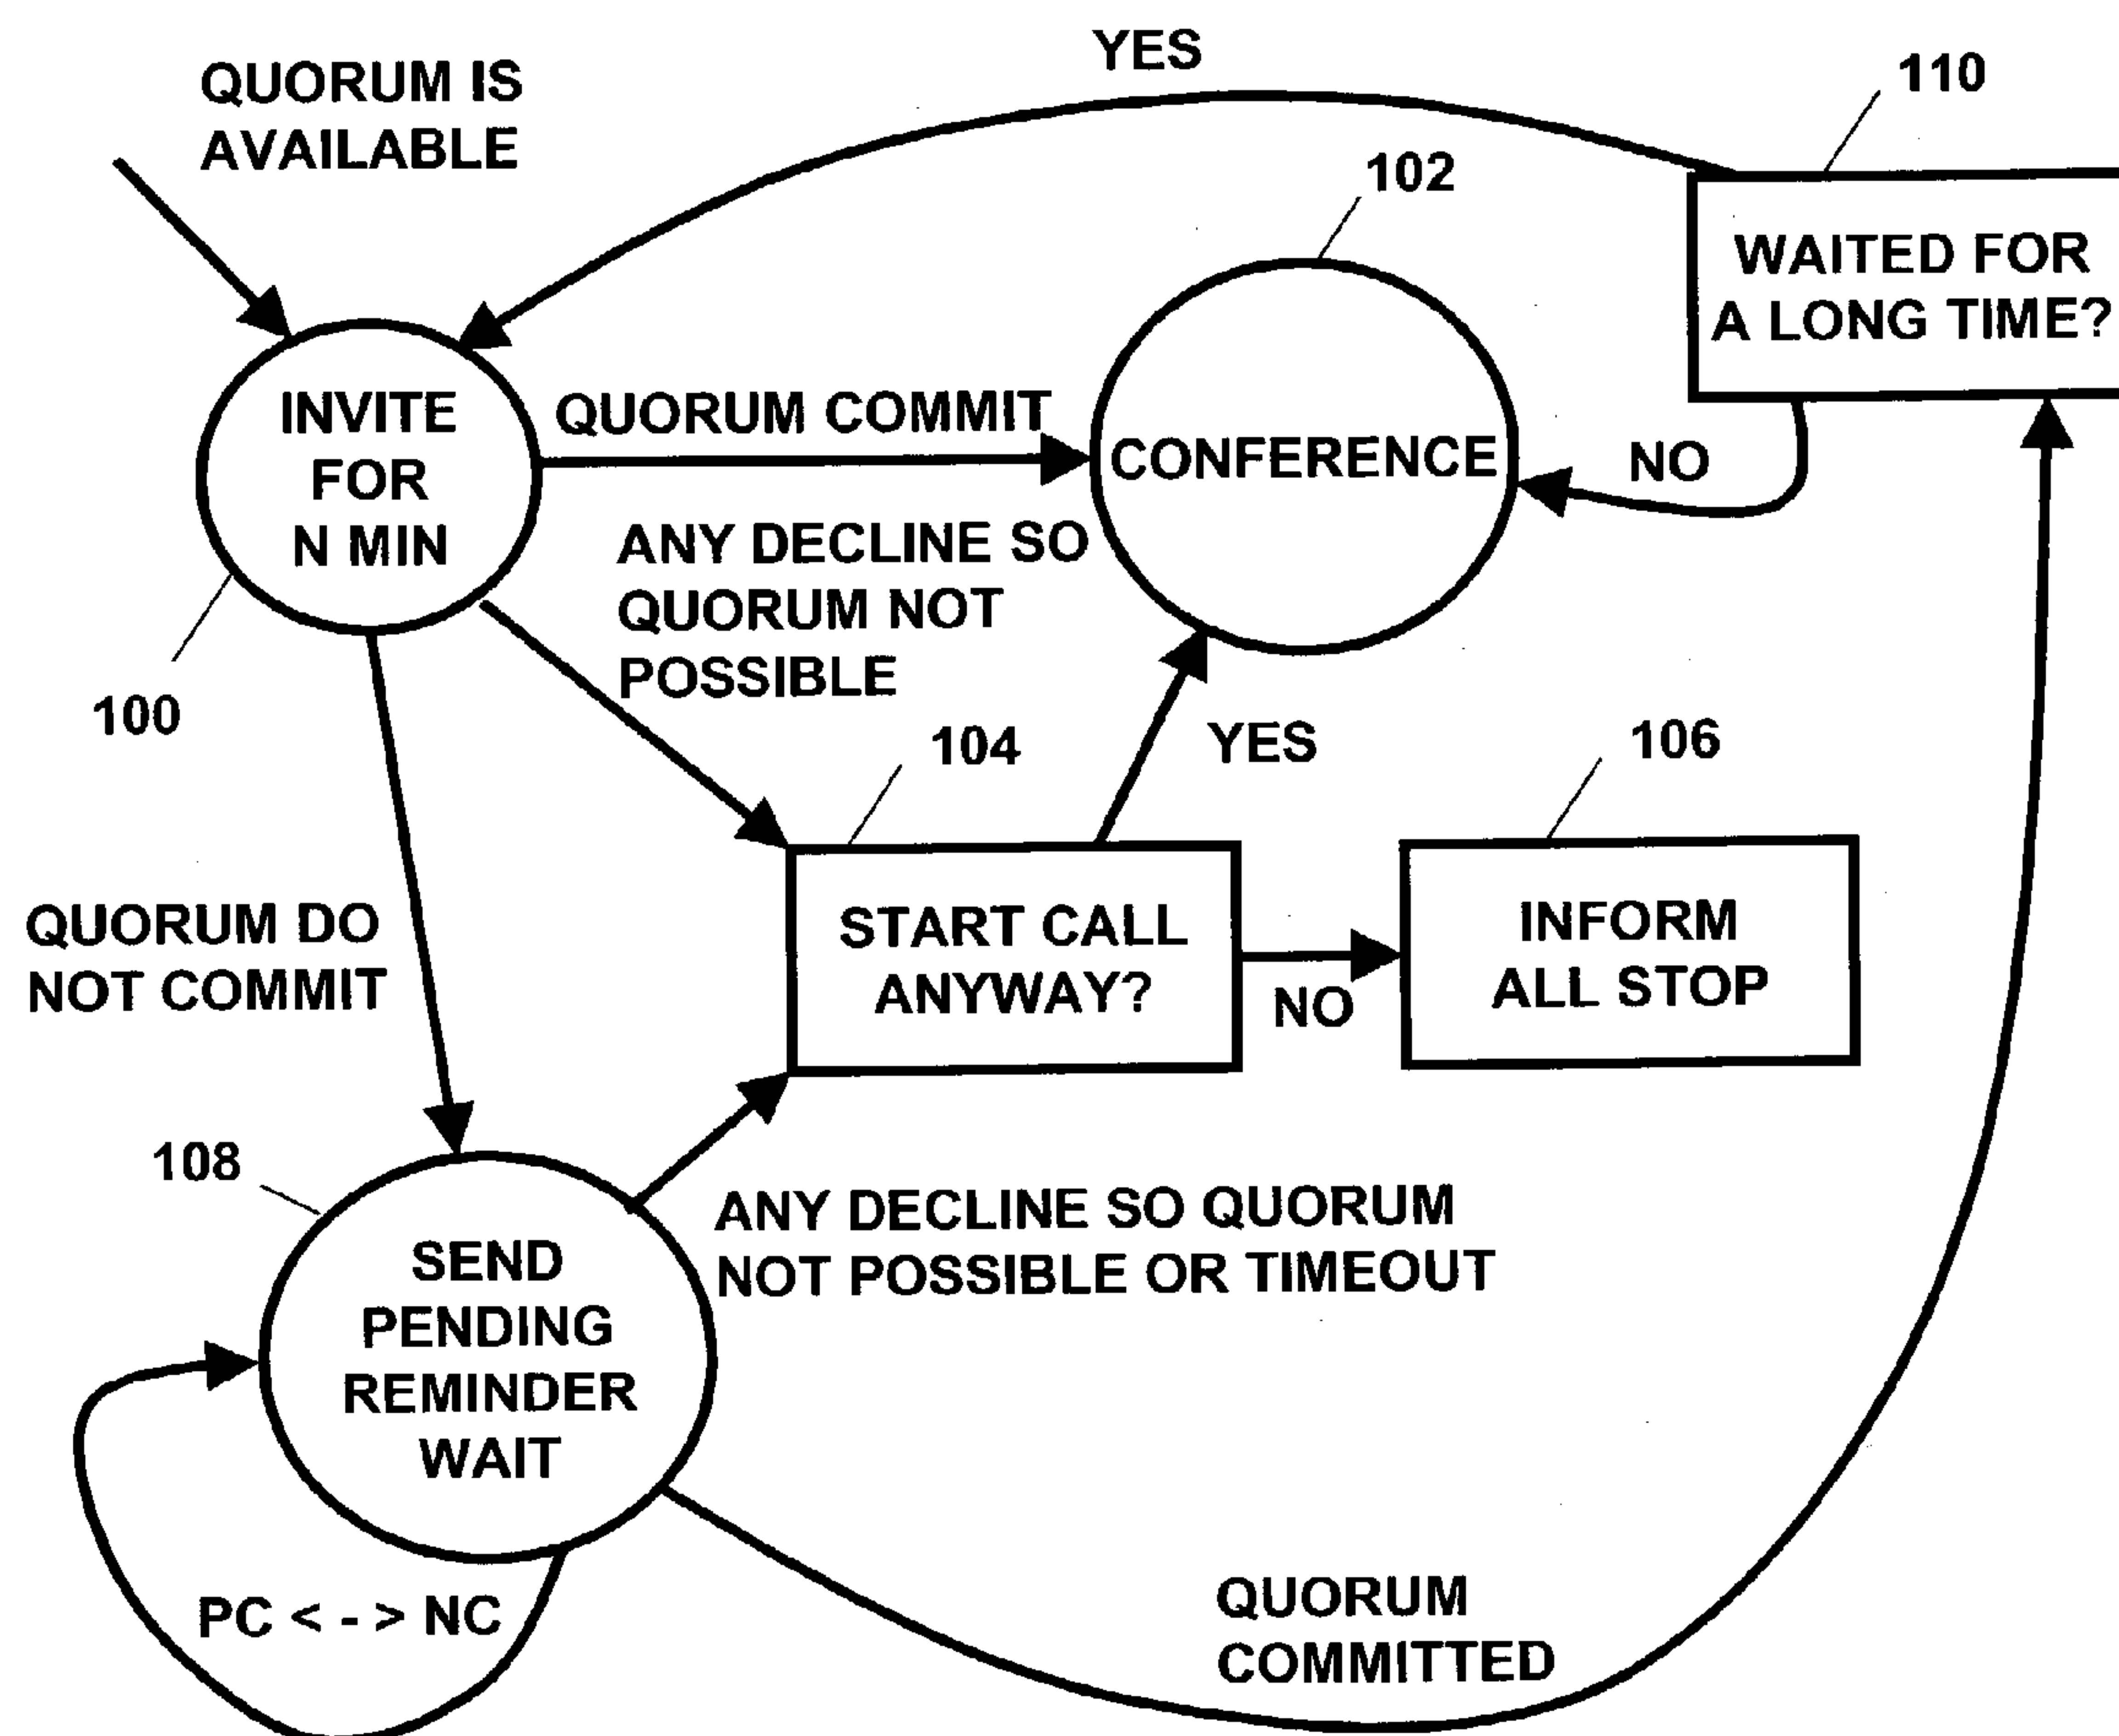 YES
QUORUM IS
AVAILABLE
110
102
WAITED FOR
A LONG TIME?
INVITE
FOR
N MIN
QUORUM COMMIT
CONFERENCE
NO
ANY DECLINE SO
QUORUM NOT
POSSIBLE
100
104
YES
106
QUORUM DO
NOT COMMIT
START CALL
ANYWAY?
NO
INFORM
ALL STOP
108
ANY DECLINE SO QUORUM
NOT POSSIBLE OR TIMEOUT
SEND
PENDING
REMINDER
WAIT
PC < - > NC
QUORUM
COMMITTED